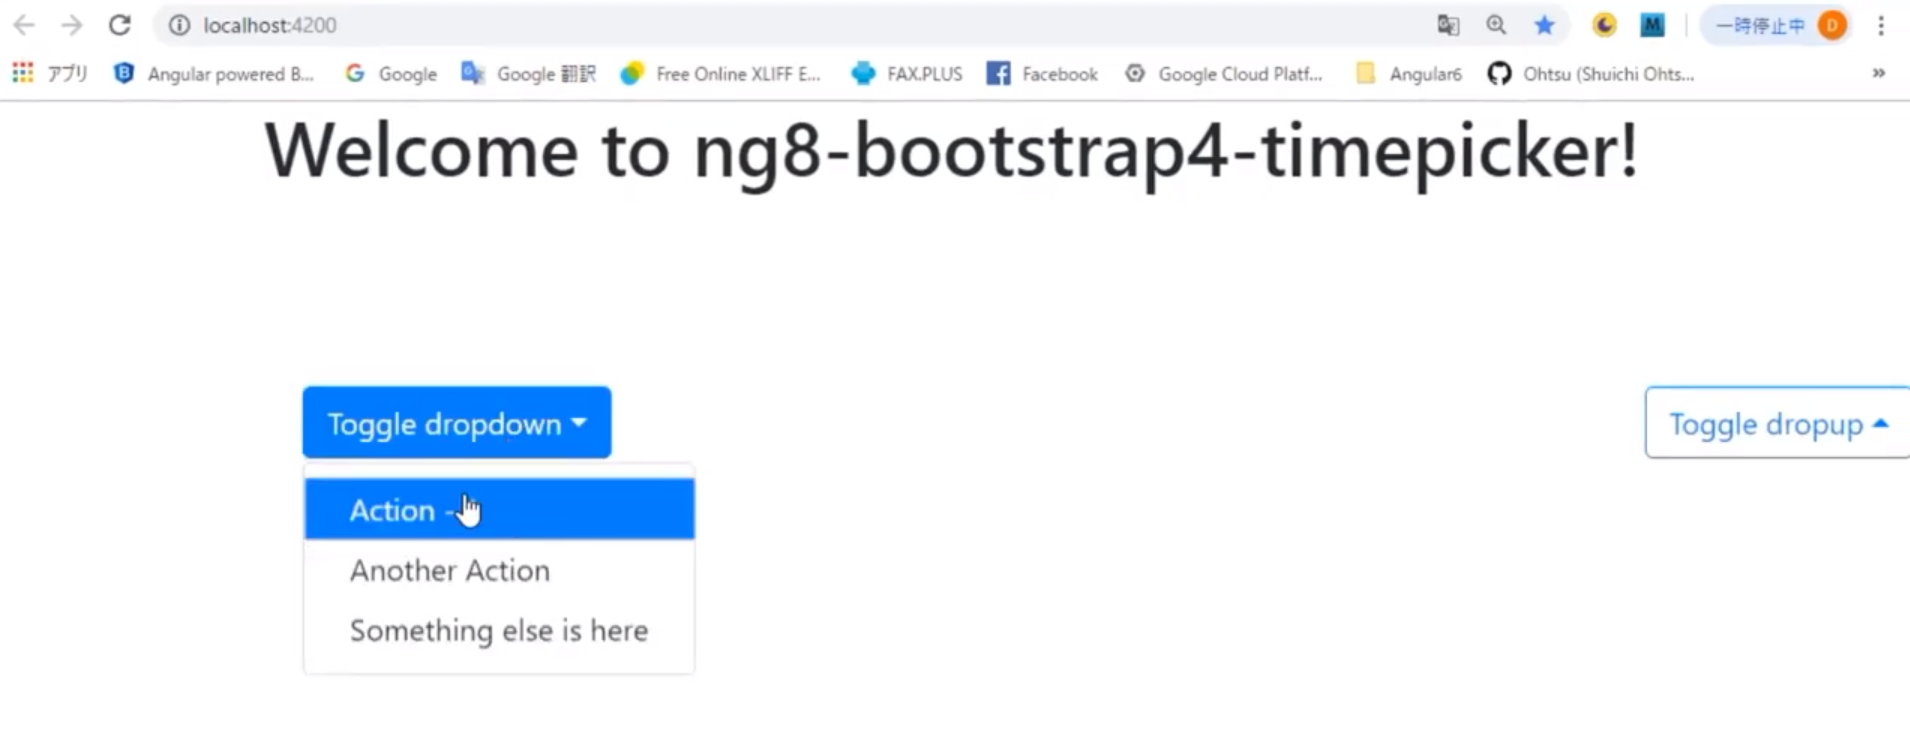 localhost:4200
一時停止中 D
アプリ Angular powered B... Google Google 翻訳 Free Online XLIFF E... FAX.PLUS Facebook Google Cloud Platf... Angular6 Ohtsu (Shuichi Ohts... »
Welcome to ng8-bootstrap4-timepicker!
Toggle dropdown
Toggle dropup
Action -
Another Action
Something else is here